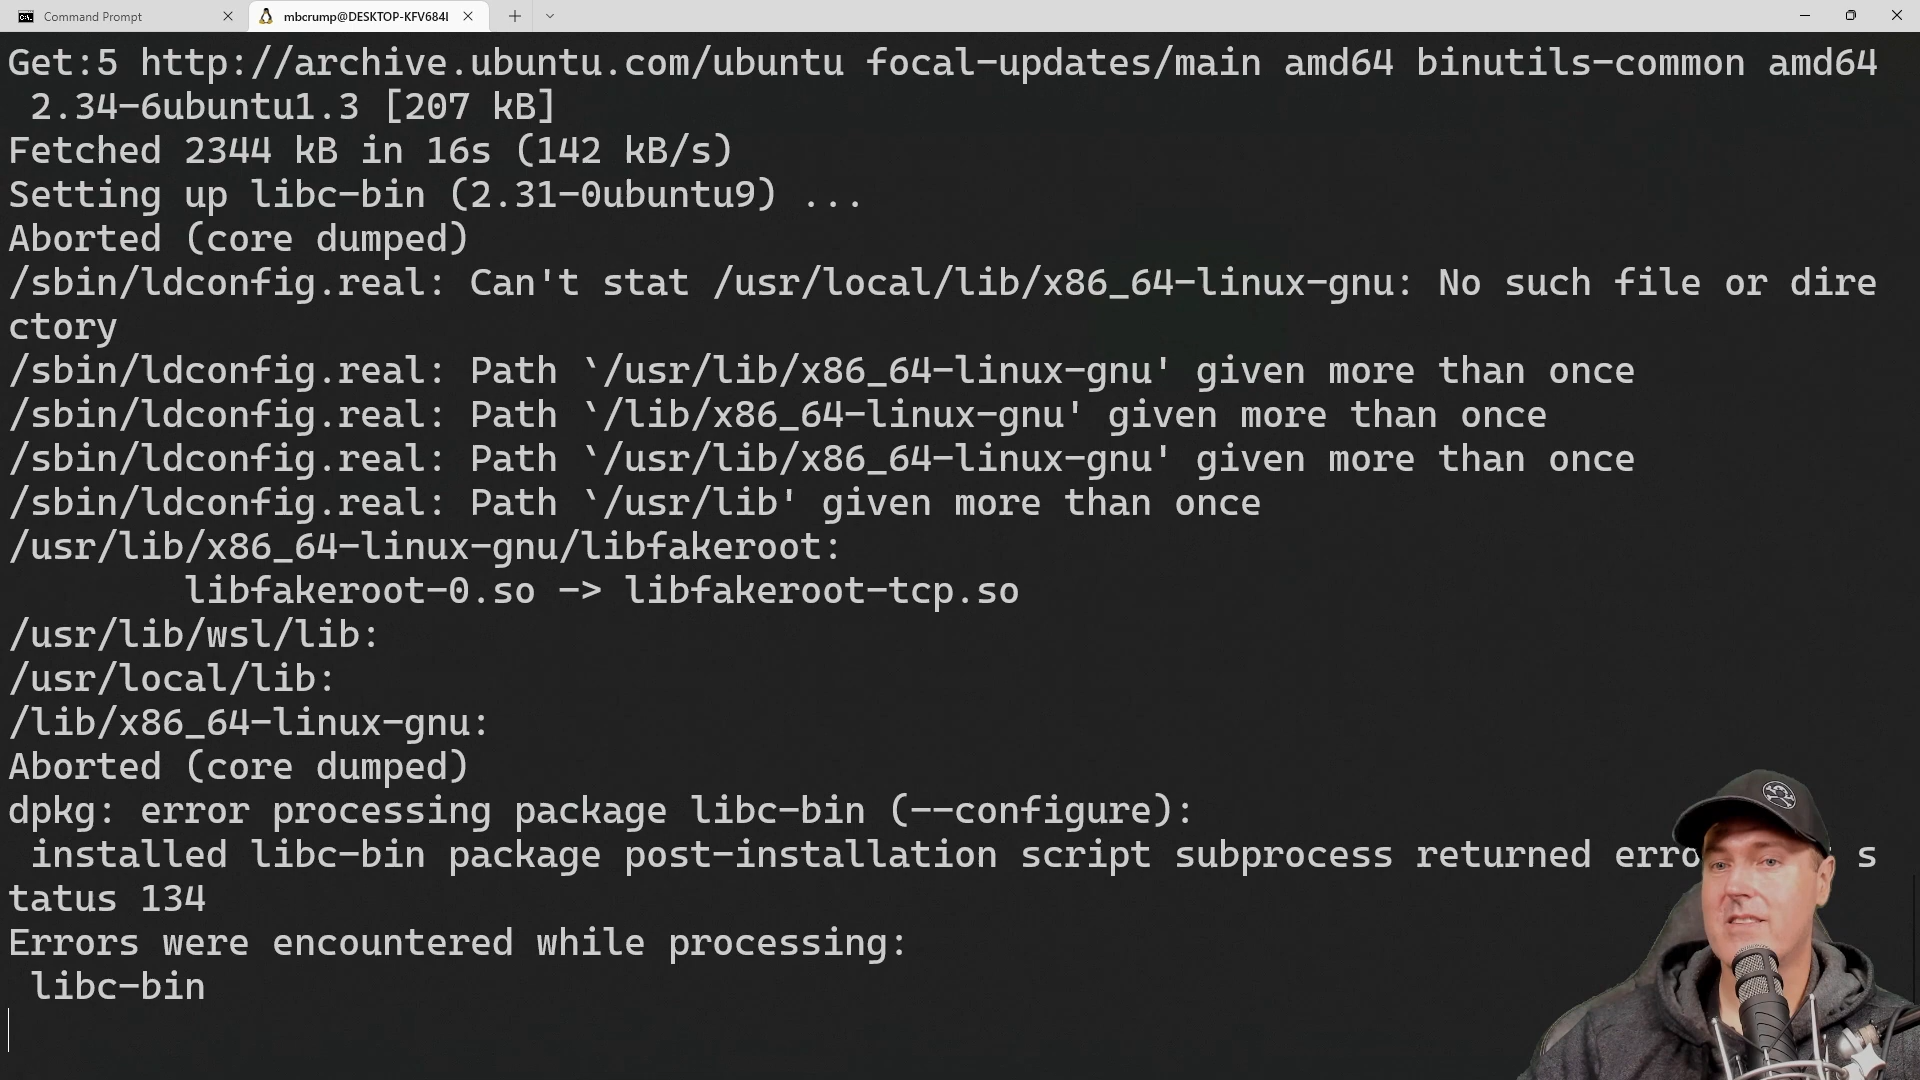 Command Prompt
mbcrump@DESKTOP-KFV684I
Get:5 http://archive.ubuntu.com/ubuntu focal-updates/main amd64 binutils-common amd64
2.34-6ubuntu1.3 [207 kB]
Fetched 2344 kB in 16s (142 kB/s)
Setting up libc-bin (2.31-0ubuntu9) ...
Aborted (core dumped)
/sbin/ldconfig.real: Can't stat /usr/local/lib/x86_64-linux-gnu: No such file or dire
ctory
/sbin/ldconfig.real: Path `/usr/lib/x86_64-linux-gnu' given more than once
/sbin/ldconfig.real: Path `/lib/x86_64-linux-gnu' given more than once
/sbin/ldconfig.real: Path `/usr/lib/x86_64-linux-gnu' given more than once
/sbin/ldconfig.real: Path `/usr/lib' given more than once
/usr/lib/x86_64-linux-gnu/libfakeroot:
libfakeroot-0.so -> libfakeroot-tcp.so
/usr/lib/wsl/lib:
/usr/local/lib:
/lib/x86_64-linux-gnu:
Aborted (core dumped)
dpkg: error processing package libc-bin (--configure):
installed libc-bin package post-installation script subprocess returned erro s
tatus 134
Errors were encountered while processing:
libc-bin